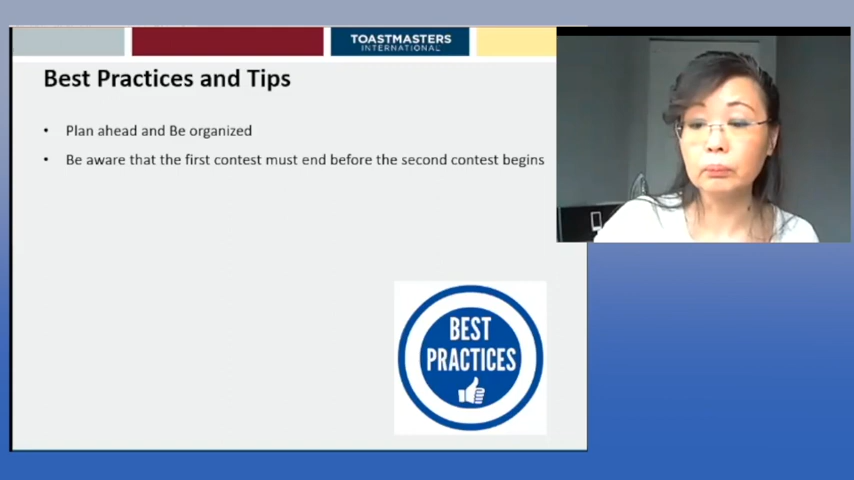 TOASTMASTERS
INTERNATIONAL
Best Practices and Tips
• Plan ahead and Be organized
• Be aware that the first contest must end before the second contest begins
BEST
PRACTICES